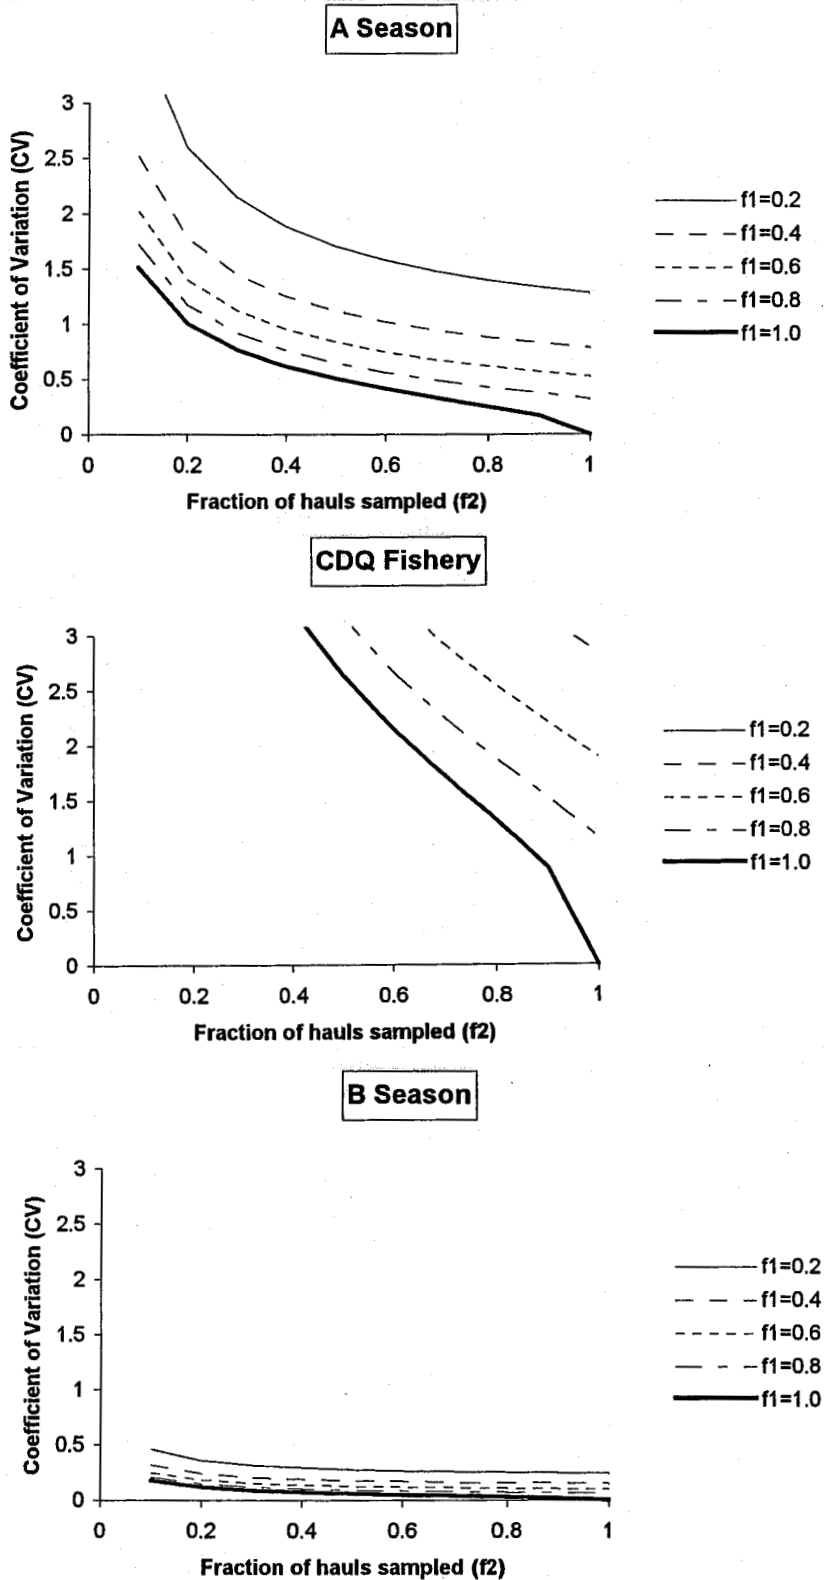 A Season
Coefficient of Variation (CV)
3
2.5
2
1.5
1
0.5
0
0
0.2
0.4
0.6
0.8
1
Fraction of hauls sampled (f2)
f1=0.2
f1=0.4
f1=0.6
f1=0.8
f1=1.0
CDQ Fishery
Coefficient of Variation (CV)
3
2.5
2
1.5
1
0.5
0
0
0.2
0.4
0.6
0.8
1
Fraction of hauls sampled (f2)
f1=0.2
f1=0.4
f1=0.6
f1=0.8
f1=1.0
B Season
Coefficient of Variation (CV)
3
2.5
2
1.5
1
0.5
0
0
0.2
0.4
0.6
0.8
1
Fraction of hauls sampled (f2)
f1=0.2
f1=0.4
f1=0.6
f1=0.8
f1=1.0